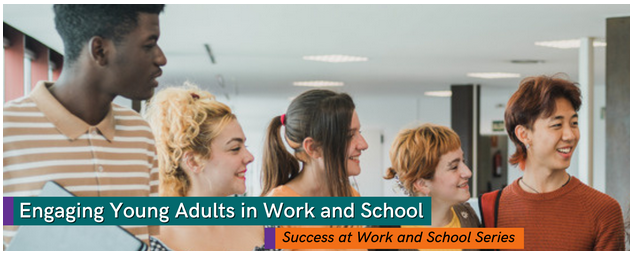 Engaging Young Adults in Work and School
Success at Work and School Series